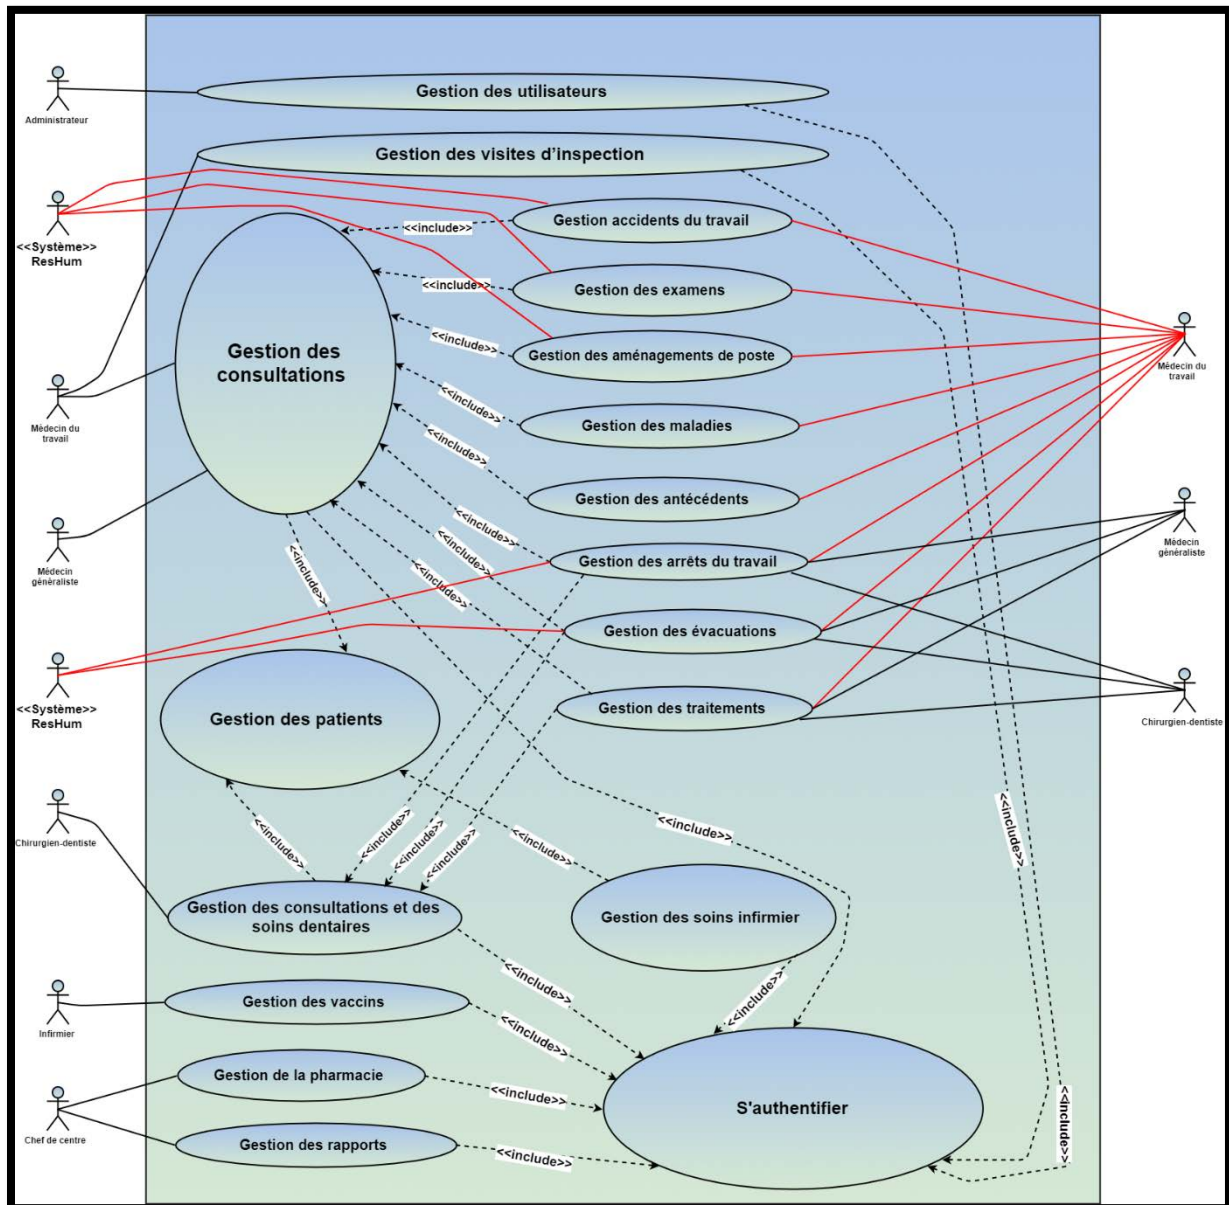 Gestion des utilisateurs
Administrateur
Gestion des visites d'inspection
<<Système>>
ResHum
Gestion accidents du travail
<<include>>
Gestion des examens
<<include>>
Gestion des
consultations
Gestion des aménagements de poste
<<include>>
Médecin du
travail
Médecin du
travail
Gestion des maladies
<<include>>
Gestion des antécédents
<<include>>
Médecin
généraliste
Médecin
généraliste
Gestion des arrêts du travail
<<include>>
<<include>>
<<include>>
<<include>>
Gestion des évacuations
<<Système>>
ResHum
Gestion des patients
Gestion des traitements
Chirurgien-dentiste
Chirurgien-dentiste
<<include>>
<<include>>
<<include>>
<<include>>
<<include>>
<<include>>
Gestion des consultations et des
soins dentaires
Gestion des soins infirmier
<<include>>
<<include>>
Gestion des vaccins
Infirmier
<<include>>
Gestion de la pharmacie
<<include>>
Chef de centre
S'authentifier
<<include>>
Gestion des rapports
<<include>>